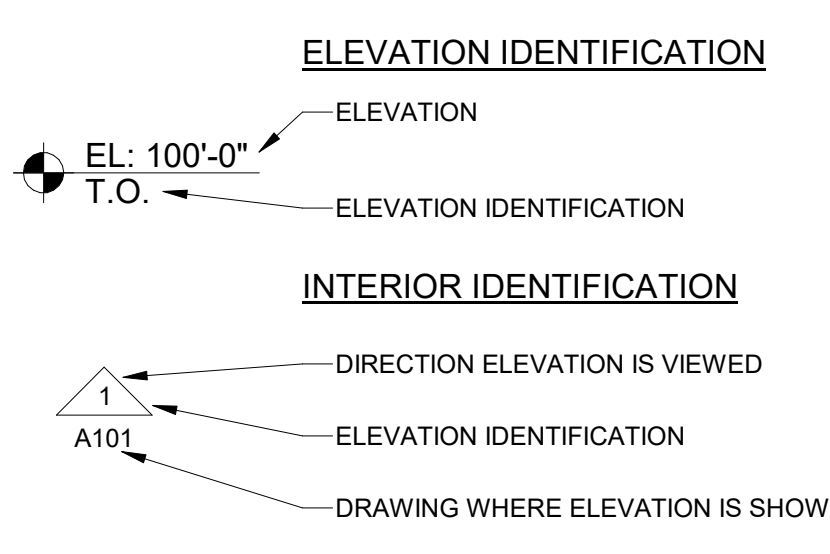 ELEVATION IDENTIFICATION
ELEVATION
EL: 100'-0"
T.O.
ELEVATION IDENTIFICATION
INTERIOR IDENTIFICATION
DIRECTION ELEVATION IS VIEWED
1
ELEVATION IDENTIFICATION
A101
DRAWING WHERE ELEVATION IS SHOW